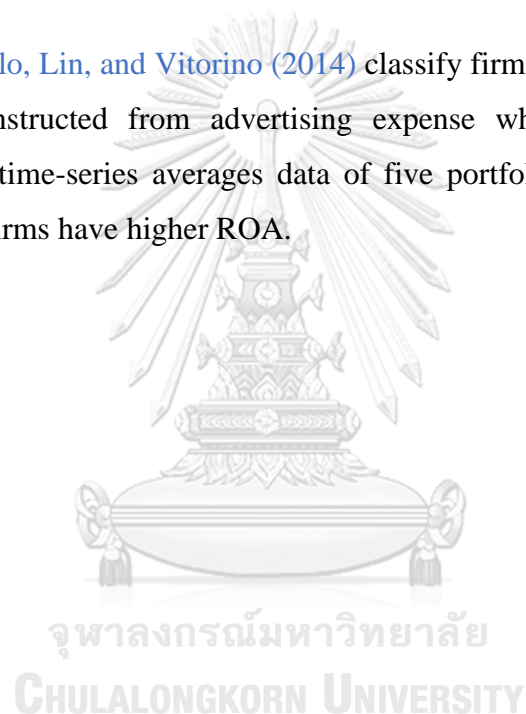 lo, Lin, and Vitorino (2014) classify firm
nstructed from advertising expense wh
time-series averages data of five portfol
irms have higher ROA.
จุฬาลงกรณ์มหาวิทยาลัย
CHULALONGKORN UNIVERSITY